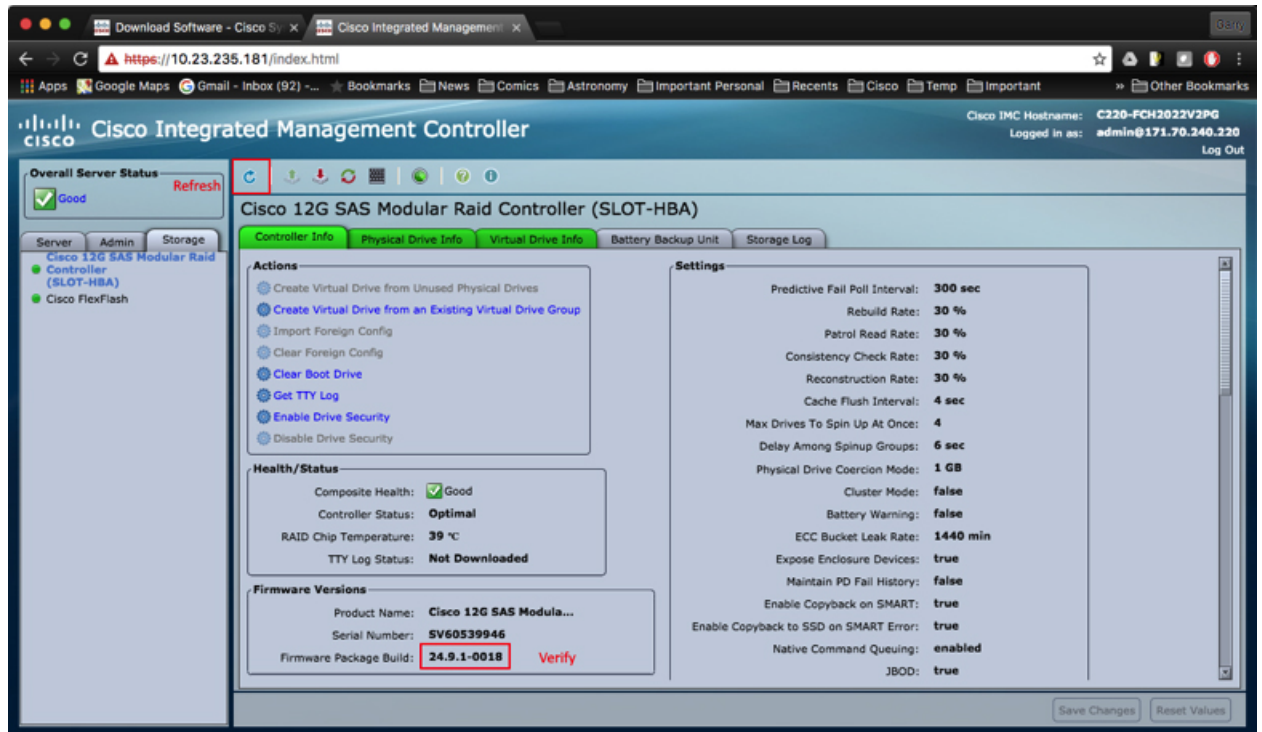 Download Software - Cisco Sy
Cisco Integrated Management
Garry
https://10.23.235.181/index.html
Apps Google Maps Gmail - Inbox (92) -... Bookmarks News Comics Astronomy Important Personal Recents Cisco Temp Important » Other Bookmarks
CISCO Cisco Integrated Management Controller
Cisco IMC Hostname: C220-FCH2022V2PG
Logged in as: admin@171.70.240.220
Log Out
Overall Server Status
Good
Refresh
Server Admin Storage
Cisco 12G SAS Modular Raid
Controller
(SLOT-HBA)
Cisco FlexFlash
Cisco 12G SAS Modular Raid Controller (SLOT-HBA)
Controller Info Physical Drive Info Virtual Drive Info Battery Backup Unit Storage Log
Actions
Create Virtual Drive from Unused Physical Drives
Create Virtual Drive from an Existing Virtual Drive Group
Import Foreign Config
Clear Foreign Config
Clear Boot Drive
Get TTY Log
Enable Drive Security
Disable Drive Security
Health/Status
Composite Health: Good
Controller Status: Optimal
RAID Chip Temperature: 39 °C
TTY Log Status: Not Downloaded
Firmware Versions
Product Name: Cisco 12G SAS Modula...
Serial Number: SV60539946
Firmware Package Build: 24.9.1-0018 Verify
Settings
Predictive Fail Poll Interval: 300 sec
Rebuild Rate: 30 %
Patrol Read Rate: 30 %
Consistency Check Rate: 30 %
Reconstruction Rate: 30 %
Cache Flush Interval: 4 sec
Max Drives To Spin Up At Once: 4
Delay Among Spinup Groups: 6 sec
Physical Drive Coercion Mode: 1 GB
Cluster Mode: false
Battery Warning: false
ECC Bucket Leak Rate: 1440 min
Expose Enclosure Devices: true
Maintain PD Fail History: false
Enable Copyback on SMART: true
Enable Copyback to SSD on SMART Error: true
Native Command Queuing: enabled
JBOD: true
Save Changes Reset Values